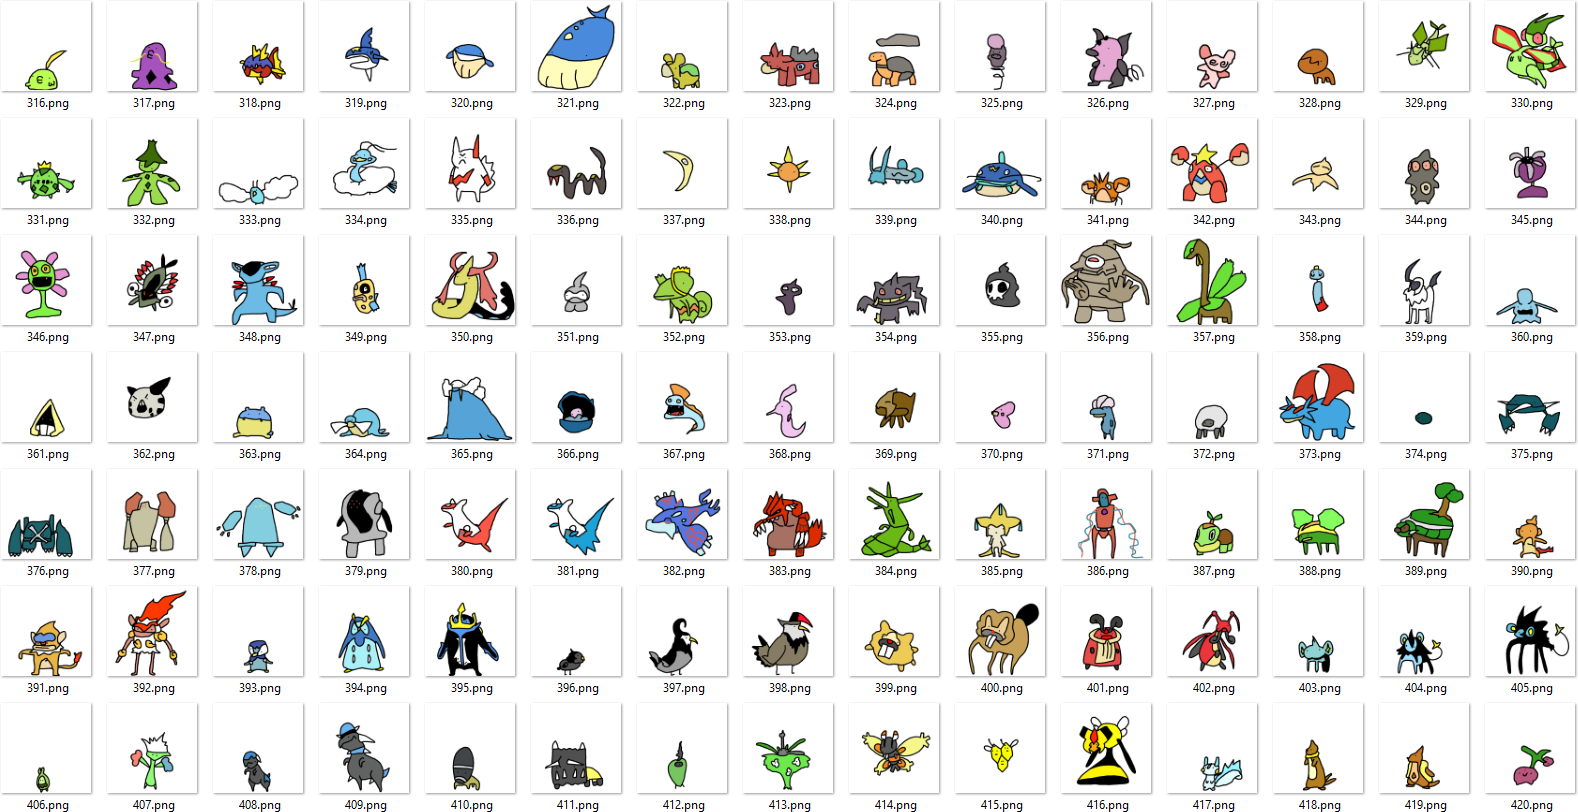 316.png 317.png 318.png 319.png 320.png 321.png 322.png 323.png 324.png 325.png 326.png 327.png 328.png 329.png 330.png
331.png 332.png 333.png 334.png 335.png 336.png 337.png 338.png 339.png 340.png 341.png 342.png 343.png 344.png 345.png
346.png 347.png 348.png 349.png 350.png 351.png 352.png 353.png 354.png 355.png 356.png 357.png 358.png 359.png 360.png
361.png 362.png 363.png 364.png 365.png 366.png 367.png 368.png 369.png 370.png 371.png 372.png 373.png 374.png 375.png
376.png 377.png 378.png 379.png 380.png 381.png 382.png 383.png 384.png 385.png 386.png 387.png 388.png 389.png 390.png
391.png 392.png 393.png 394.png 395.png 396.png 397.png 398.png 399.png 400.png 401.png 402.png 403.png 404.png 405.png
406.png 407.png 408.png 409.png 410.png 411.png 412.png 413.png 414.png 415.png 416.png 417.png 418.png 419.png 420.png